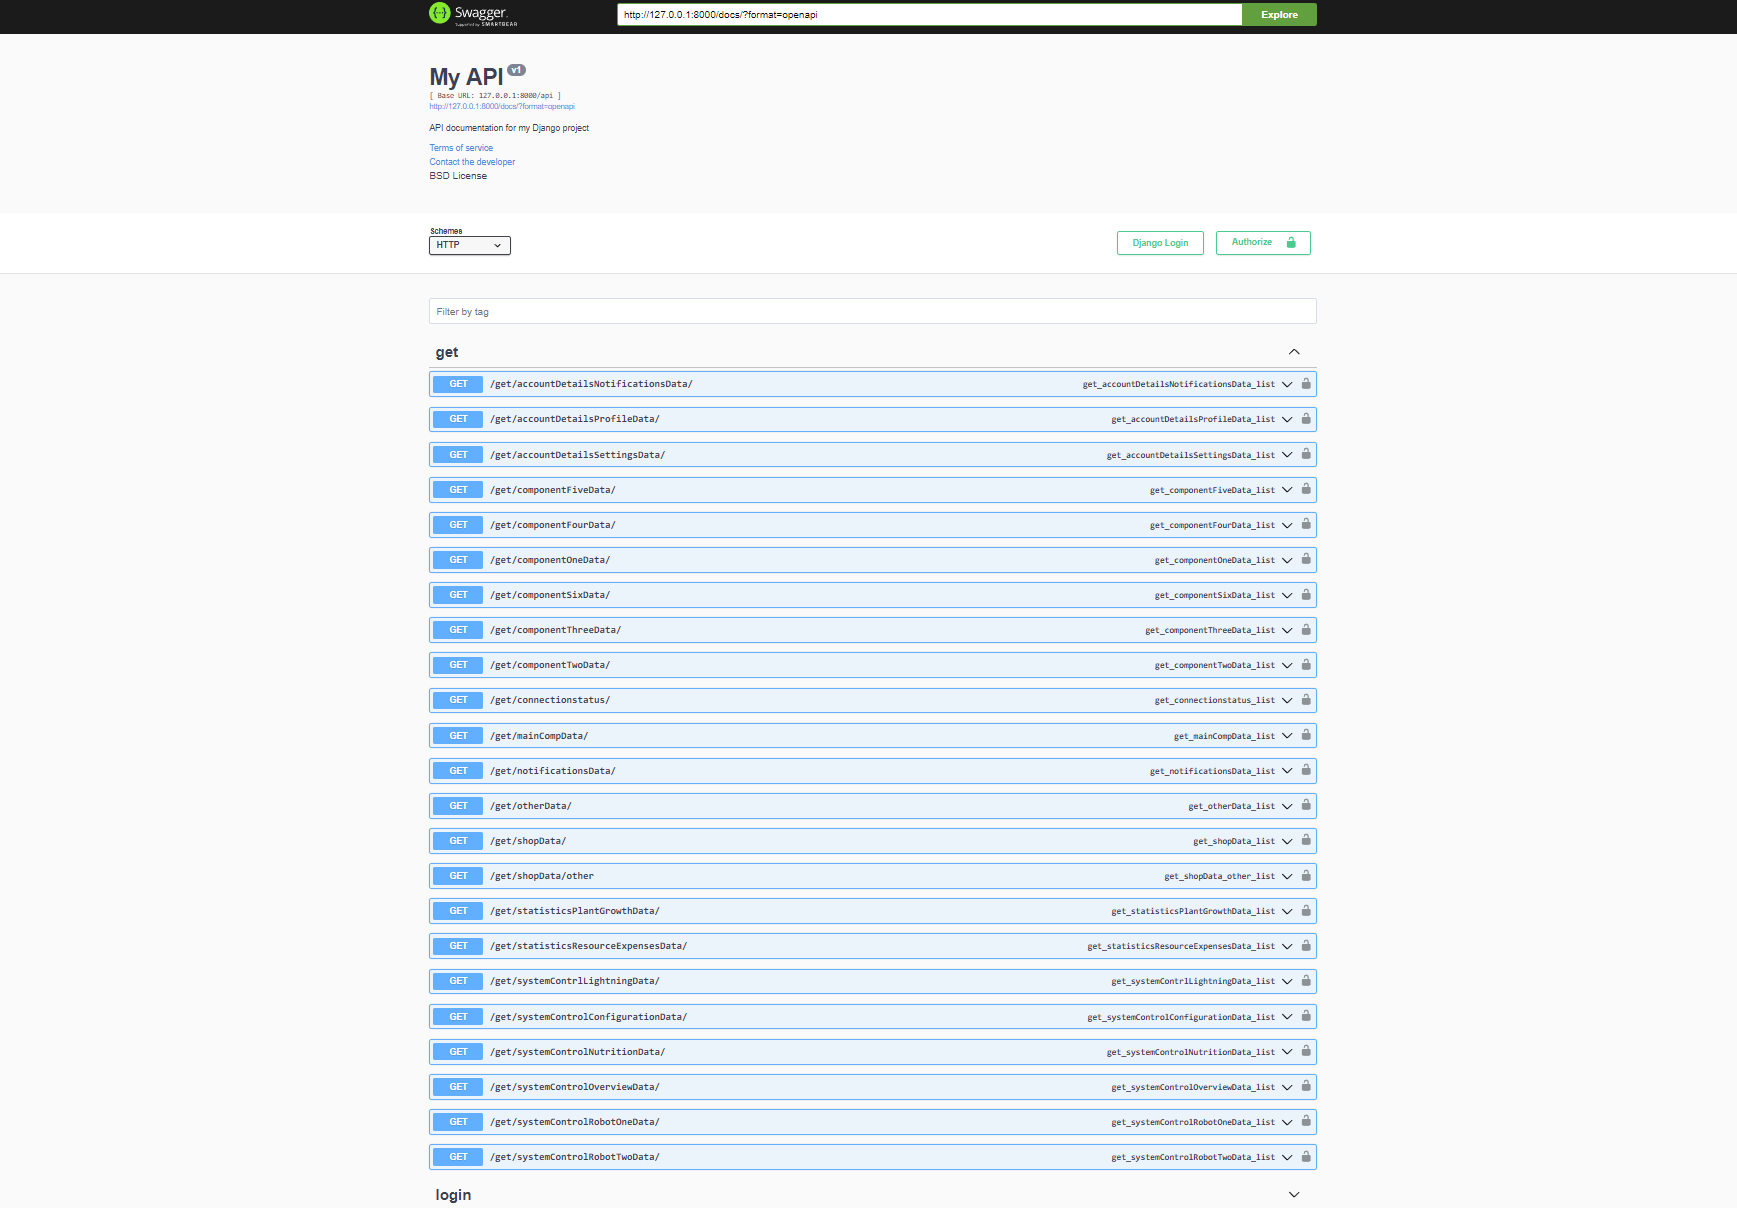 Swagger.
Supported by SMARTBEAR
http://127.0.0.1:8000/docs/?format=openapi
Explore
My API v1
[ Base URL: 127.0.0.1:8000/api ]
http://127.0.0.1:8000/docs/?format=openapi
API documentation for my Django project
Terms of service
Contact the developer
BSD License
Schemes
HTTP
Django Login
Authorize
Filter by tag
get
GET /get/accountDetailsNotificationsData/ get_accountDetailsNotificationsData_list
GET /get/accountDetailsProfileData/ get_accountDetailsProfileData_list
GET /get/accountDetailsSettingsData/ get_accountDetailsSettingsData_list
GET /get/componentFiveData/ get_componentFiveData_list
GET /get/componentFourData/ get_componentFourData_list
GET /get/componentOneData/ get_componentOneData_list
GET /get/componentSixData/ get_componentSixData_list
GET /get/componentThreeData/ get_componentThreeData_list
GET /get/componentTwoData/ get_componentTwoData_list
GET /get/connectionstatus/ get_connectionstatus_list
GET /get/mainCompData/ get_mainCompData_list
GET /get/notificationsData/ get_notificationsData_list
GET /get/otherData/ get_otherData_list
GET /get/shopData/ get_shopData_list
GET /get/shopData/other get_shopData_other_list
GET /get/statisticsPlantGrowthData/ get_statisticsPlantGrowthData_list
GET /get/statisticsResourceExpensesData/ get_statisticsResourceExpensesData_list
GET /get/systemContrlLightningData/ get_systemContrlLightningData_list
GET /get/systemControlConfigurationData/ get_systemControlConfigurationData_list
GET /get/systemControlNutritionData/ get_systemControlNutritionData_list
GET /get/systemControlOverviewData/ get_systemControlOverviewData_list
GET /get/systemControlRobotOneData/ get_systemControlRobotOneData_list
GET /get/systemControlRobotTwoData/ get_systemControlRobotTwoData_list
login